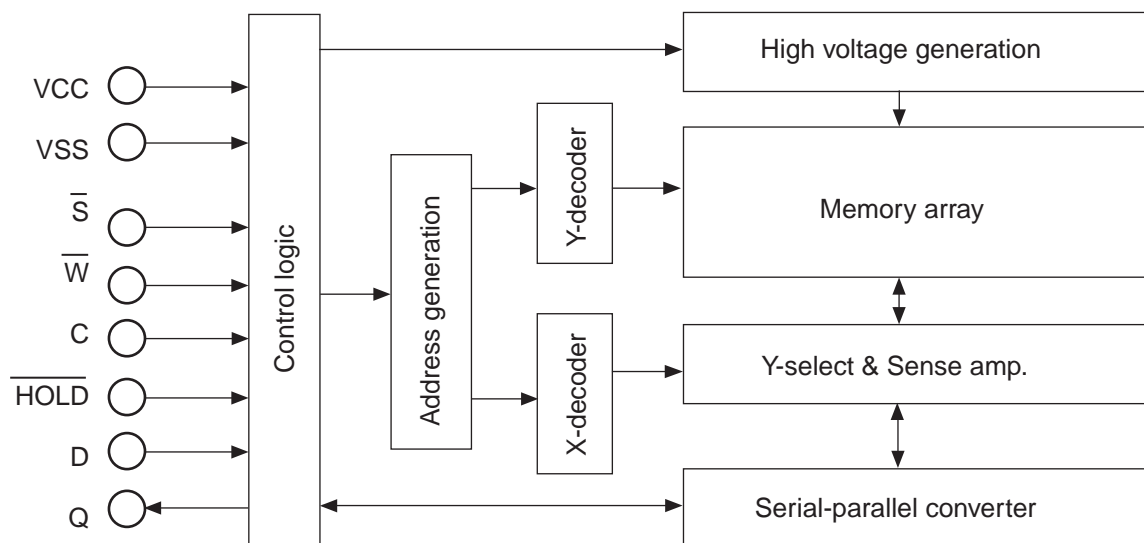 VCC
VSS
S̅
W̅
C
H̅O̅L̅D̅
D
Q
Control logic
Address generation
Y-decoder
X-decoder
High voltage generation
Memory array
Y-select & Sense amp.
Serial-parallel converter